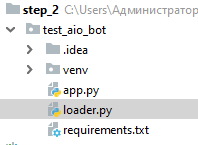 step_2 C:\Users\Администратор
test_aio_bot
.idea
venv
app.py
loader.py
requirements.txt